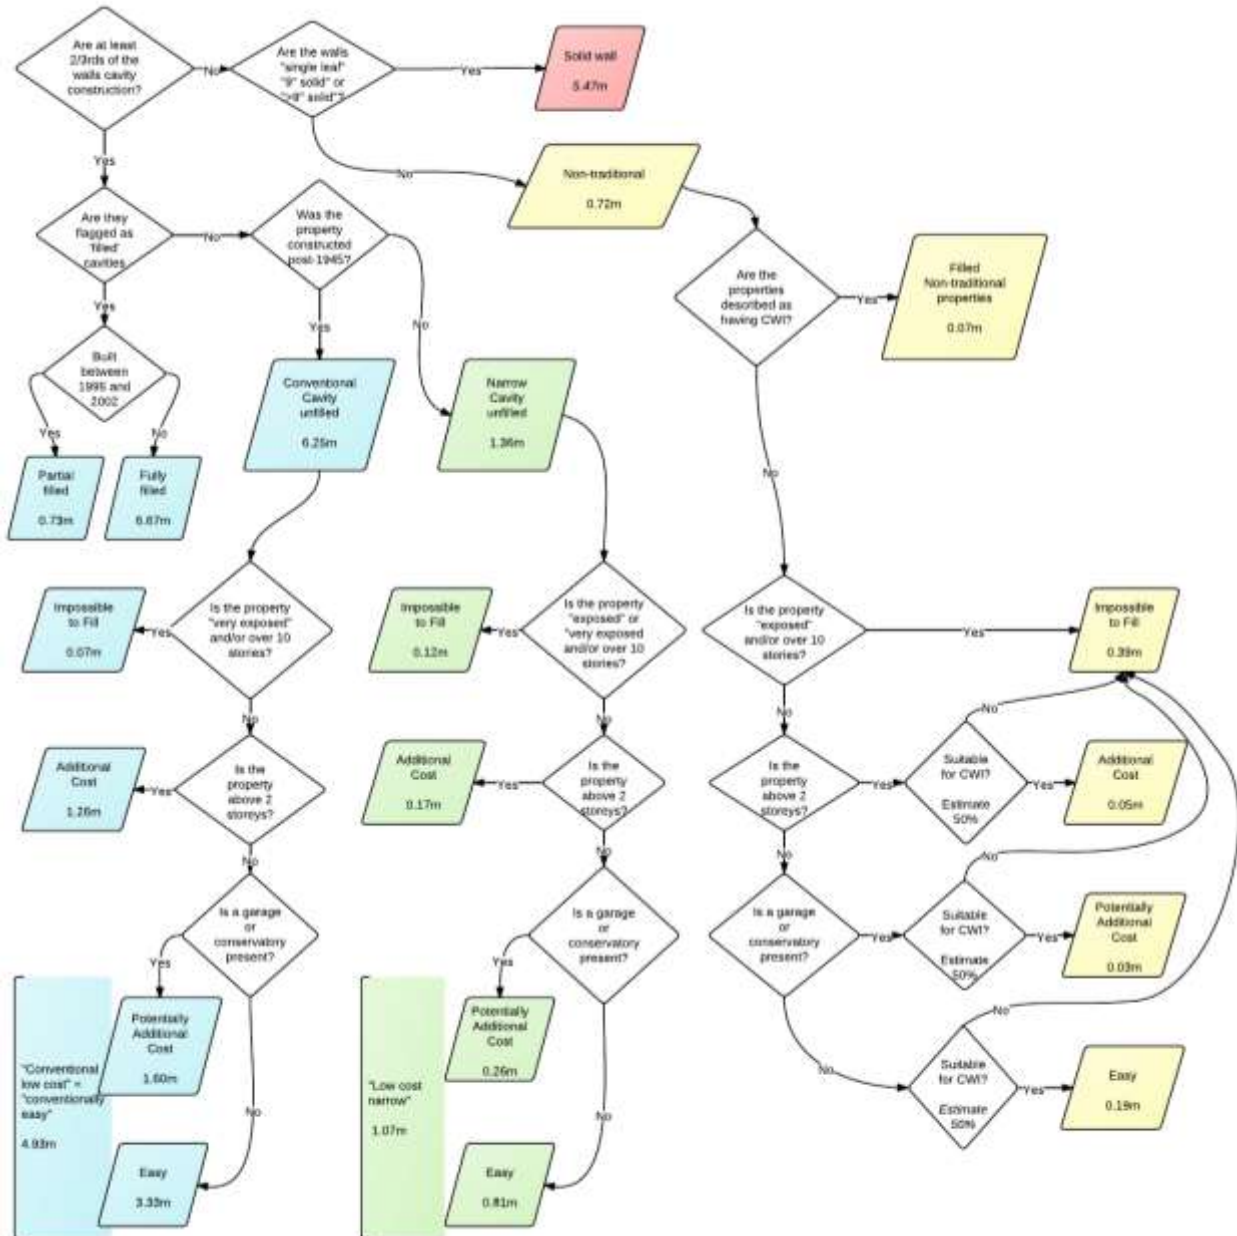 Are at least
2/3rds of the
walls cavity
construction?
No
Are the walls
"single leaf"
"9" solid" or
">9" solid"?
Yes
Solid wall
5.47m
Yes
No
Non-traditional
0.72m
Are they
flagged as
'filled'
cavities
No
Was the
property
constructed
post-1945?
Are the
properties
described as
having CWI?
Yes
Filled
Non-traditional
properties
0.07m
Yes
Yes
No
Built
between
1995 and
2002
Conventional
Cavity
unfilled
6.25m
Narrow
Cavity
unfilled
1.36m
Yes
No
No
Partial
filled
0.73m
Fully
filled
6.67m
Impossible
to Fill
0.07m
Yes
Is the property
"very exposed"
and/or over 10
stories?
Impossible
to Fill
0.12m
Yes
Is the property
"exposed" or
"very exposed
and/or over 10
stories?
Is the property
"exposed"
and/or over 10
stories?
Yes
Impossible
to Fill
0.39m
No
No
No
No
Additional
Cost
1.26m
Yes
Is the
property
above 2
storeys?
Additional
Cost
0.17m
Yes
Is the
property
above 2
storeys?
Is the
property
above 2
storeys?
Yes
Suitable
for CWI?
Estimate
50%
Yes
Additional
Cost
0.05m
No
No
No
No
Is a garage
or
conservatory
present?
Is a garage
or
conservatory
present?
Is a garage
or
conservatory
present?
Yes
Suitable
for CWI?
Estimate
50%
Yes
Potentially
Additional
Cost
0.03m
Yes
Yes
No
Potentially
Additional
Cost
1.60m
Potentially
Additional
Cost
0.26m
"Conventional
low cost" =
"conventionally
easy"
4.93m
"Low cost
narrow"
1.07m
No
Suitable
for CWI?
Estimate
50%
Yes
Easy
0.19m
No
No
Easy
3.33m
Easy
0.81m